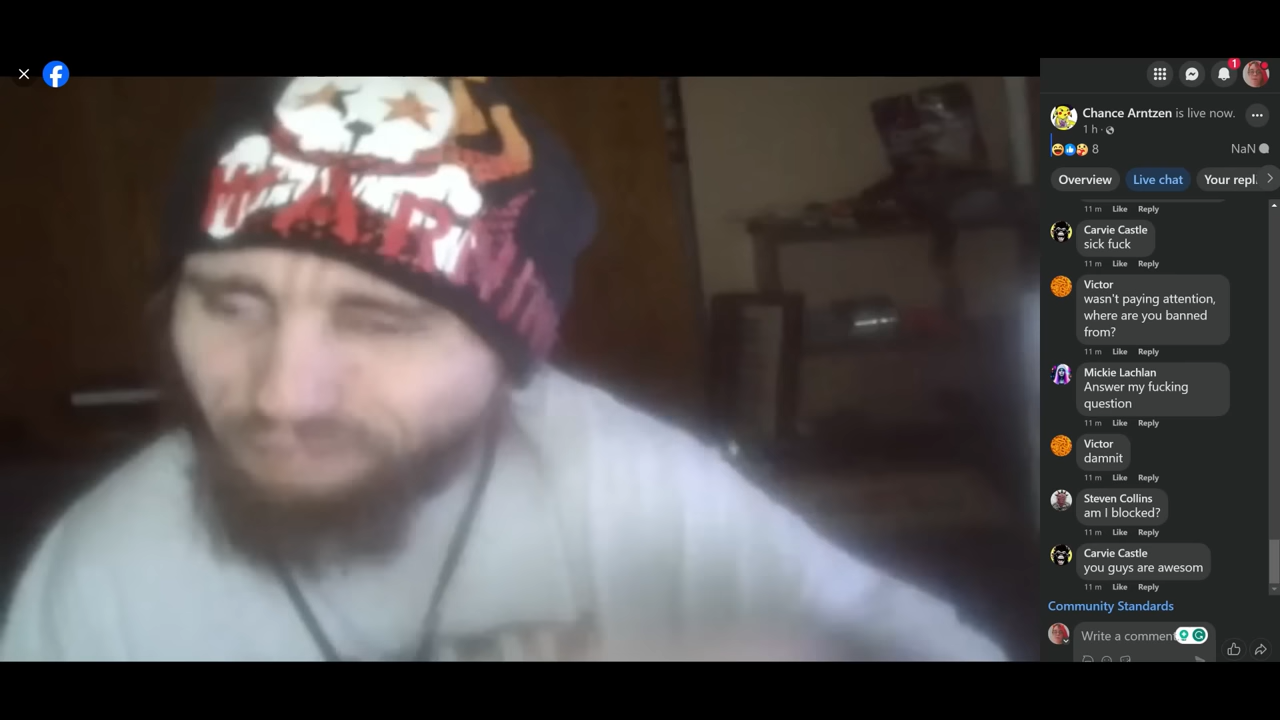 Chance Arntzen is live now.
1 h ·
8
NaN
1
Overview
Live chat
Your repl.
11 m Like Reply
Carvie Castle
sick fuck
11 m Like Reply
Victor
wasn't paying attention,
where are you banned
from?
11 m Like Reply
Mickie Lachlan
Answer my fucking
question
11 m Like Reply
Victor
damnit
11 m Like Reply
Steven Collins
am I blocked?
11 m Like Reply
Carvie Castle
you guys are awesom
11 m Like Reply
Community Standards
Write a comment